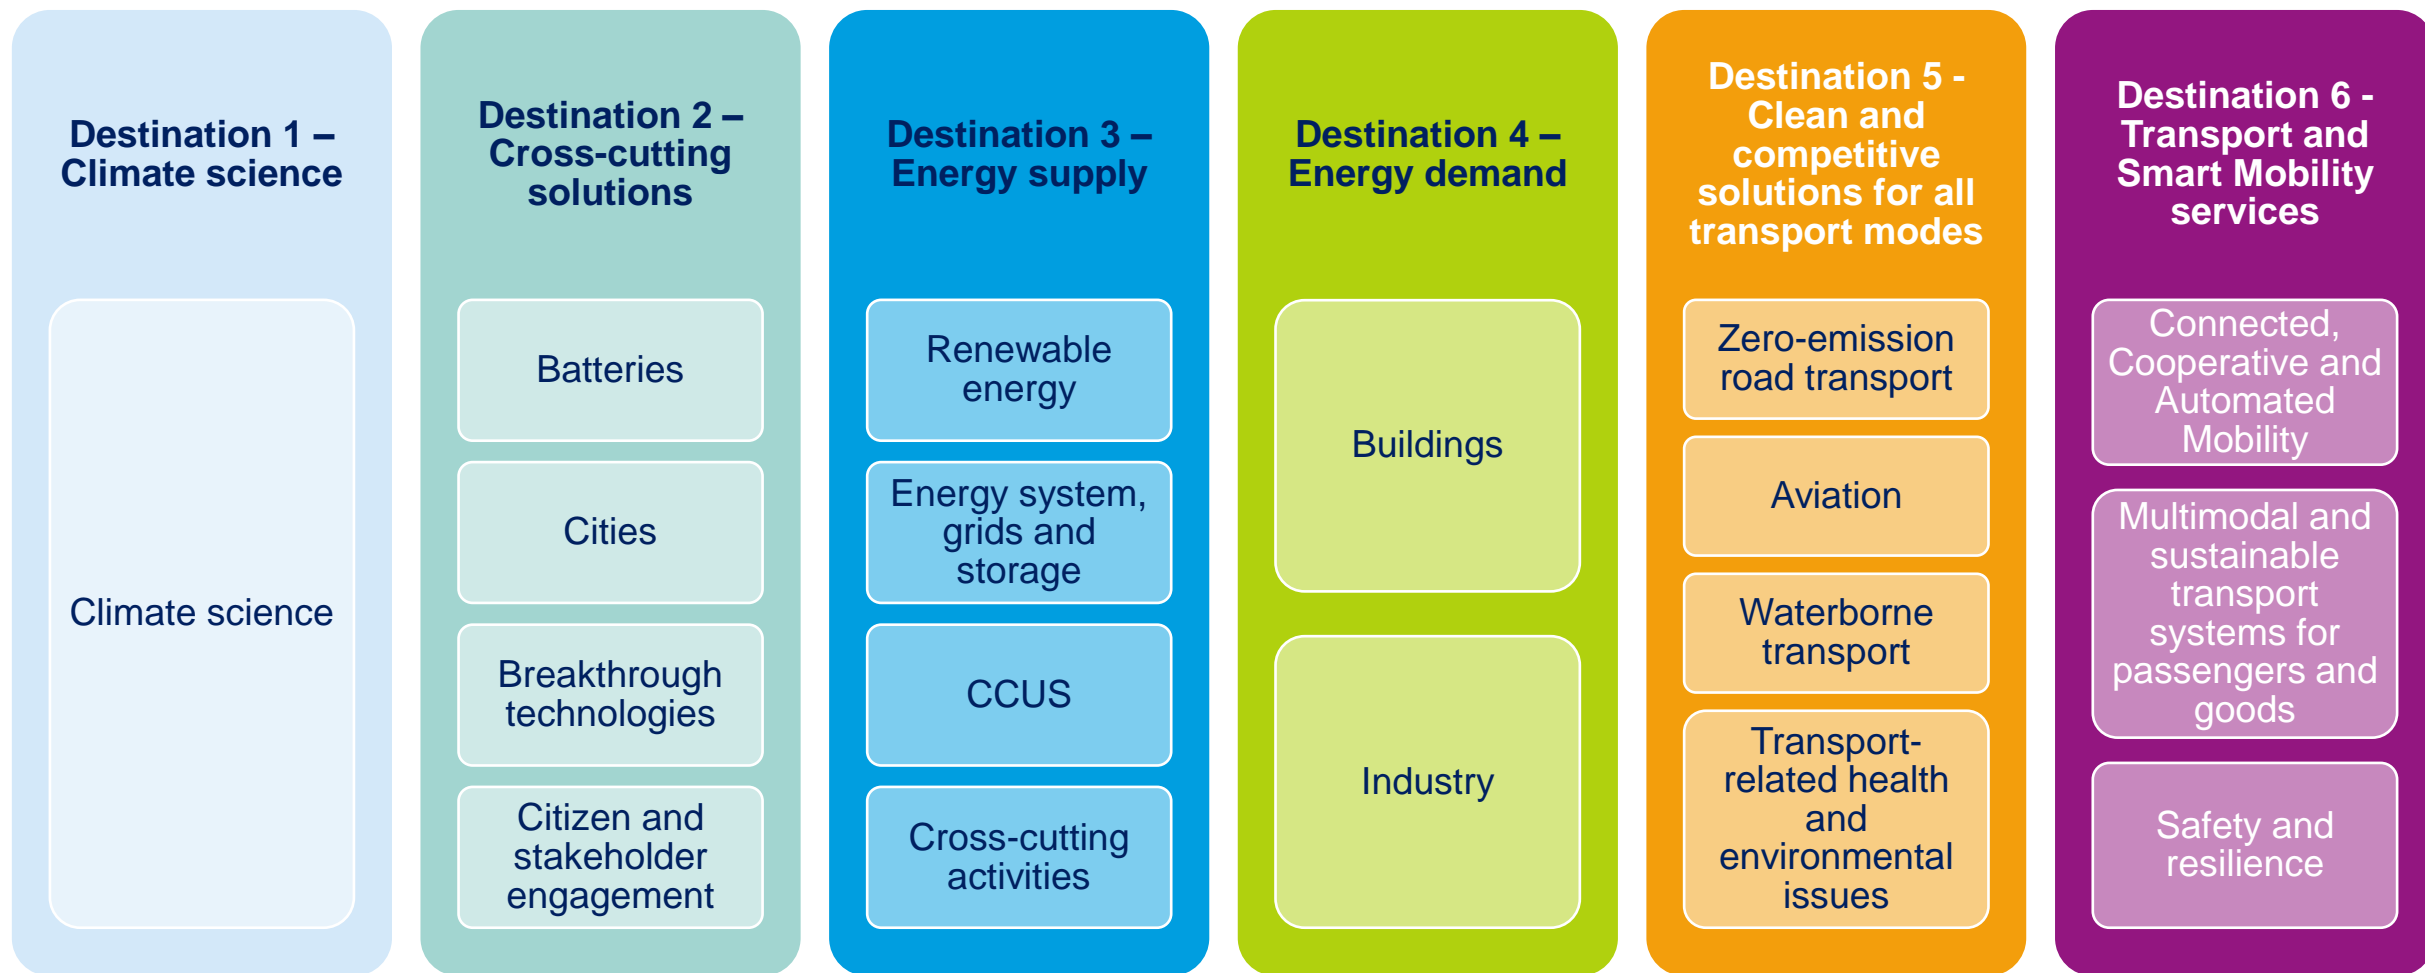 Destination 1 –
Climate science
Climate science
Destination 2 –
Cross-cutting
solutions
Batteries
Cities
Breakthrough
technologies
Citizen and
stakeholder
engagement
Destination 3 –
Energy supply
Renewable
energy
Energy system,
grids and
storage
CCUS
Cross-cutting
activities
Destination 4 –
Energy demand
Buildings
Industry
Destination 5 -
Clean and
competitive
solutions for all
transport modes
Zero-emission
road transport
Aviation
Waterborne
transport
Transport-
related health
and
environmental
issues
Destination 6 -
Transport and
Smart Mobility
services
Connected,
Cooperative and
Automated
Mobility
Multimodal and
sustainable
transport
systems for
passengers and
goods
Safety and
resilience